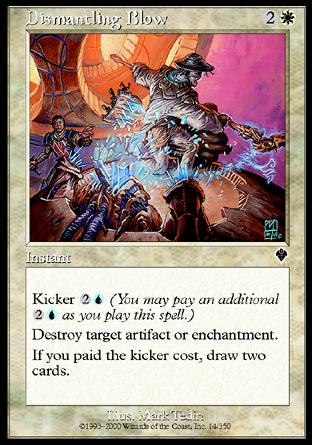 Dismantling Blow 2
Instant
Kicker 2 (You may pay an additional
2 as you play this spell.)
Destroy target artifact or enchantment.
If you paid the kicker cost, draw two
cards.
Illus. Mark Tedin
©1993–2000 Wizards of the Coast, Inc. 14/350